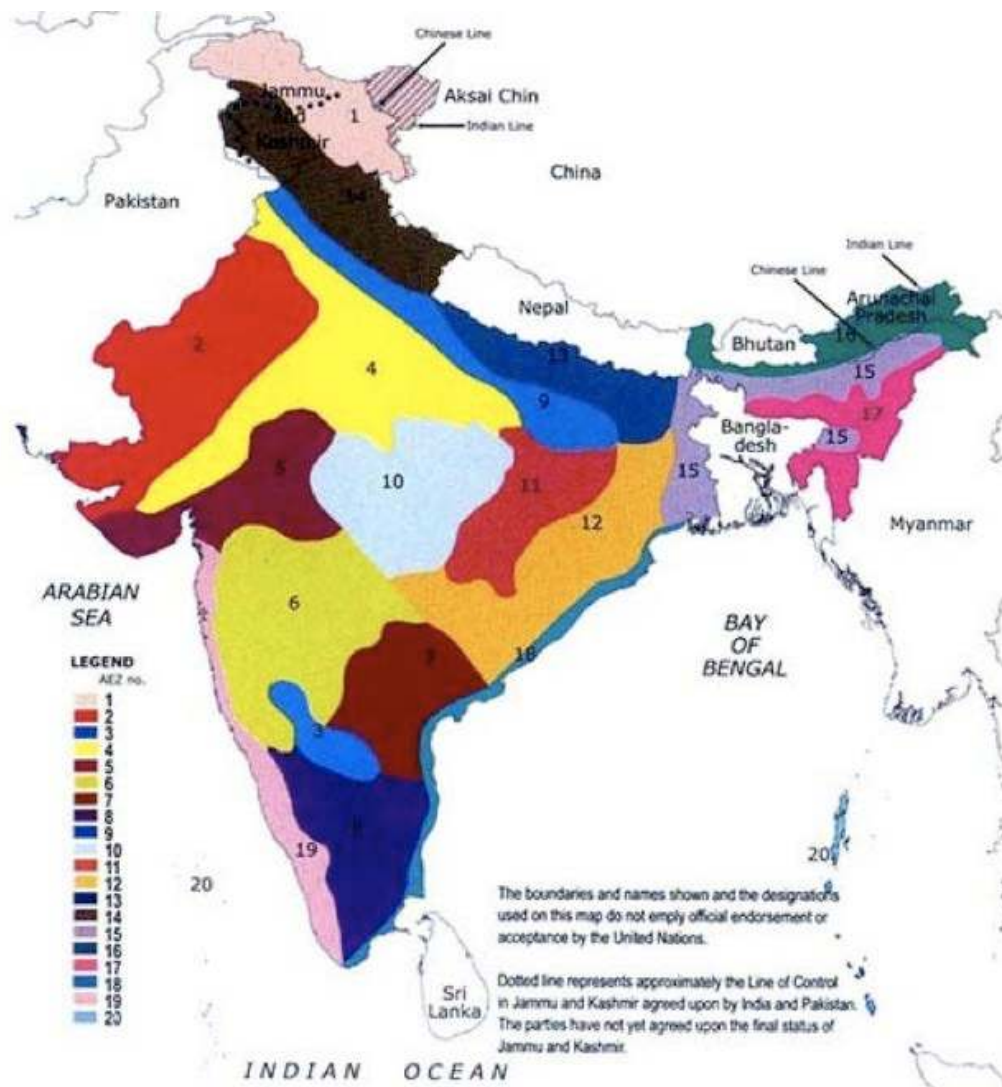 Chinese Line
Jammu
and
Kashmir
1
Aksai Chin
Indian Line
China
Pakistan
14
Indian Line
Chinese Line
Arunachal
Pradesh
Nepal
Bhutan
16
2
13
15
4
9
17
Bangla-
desh
15
5
10
11
15
12
Myanmar
ARABIAN
SEA
6
BAY
OF
BENGAL
18
LEGEND
AEZ no.
1
2
3
4
5
6
7
8
9
10
11
12
13
14
15
16
17
18
19
20
3
8
19
20
20
The boundaries and names shown and the designations
used on this map do not emply official endorsement or
acceptance by the United Nations.
Dotted line represents approximately the Line of Control
in Jammu and Kashmir agreed upon by India and Pakistan.
The parties have not yet agreed upon the final status of
Jammu and Kashmir.
Sri
Lanka
INDIAN OCEAN